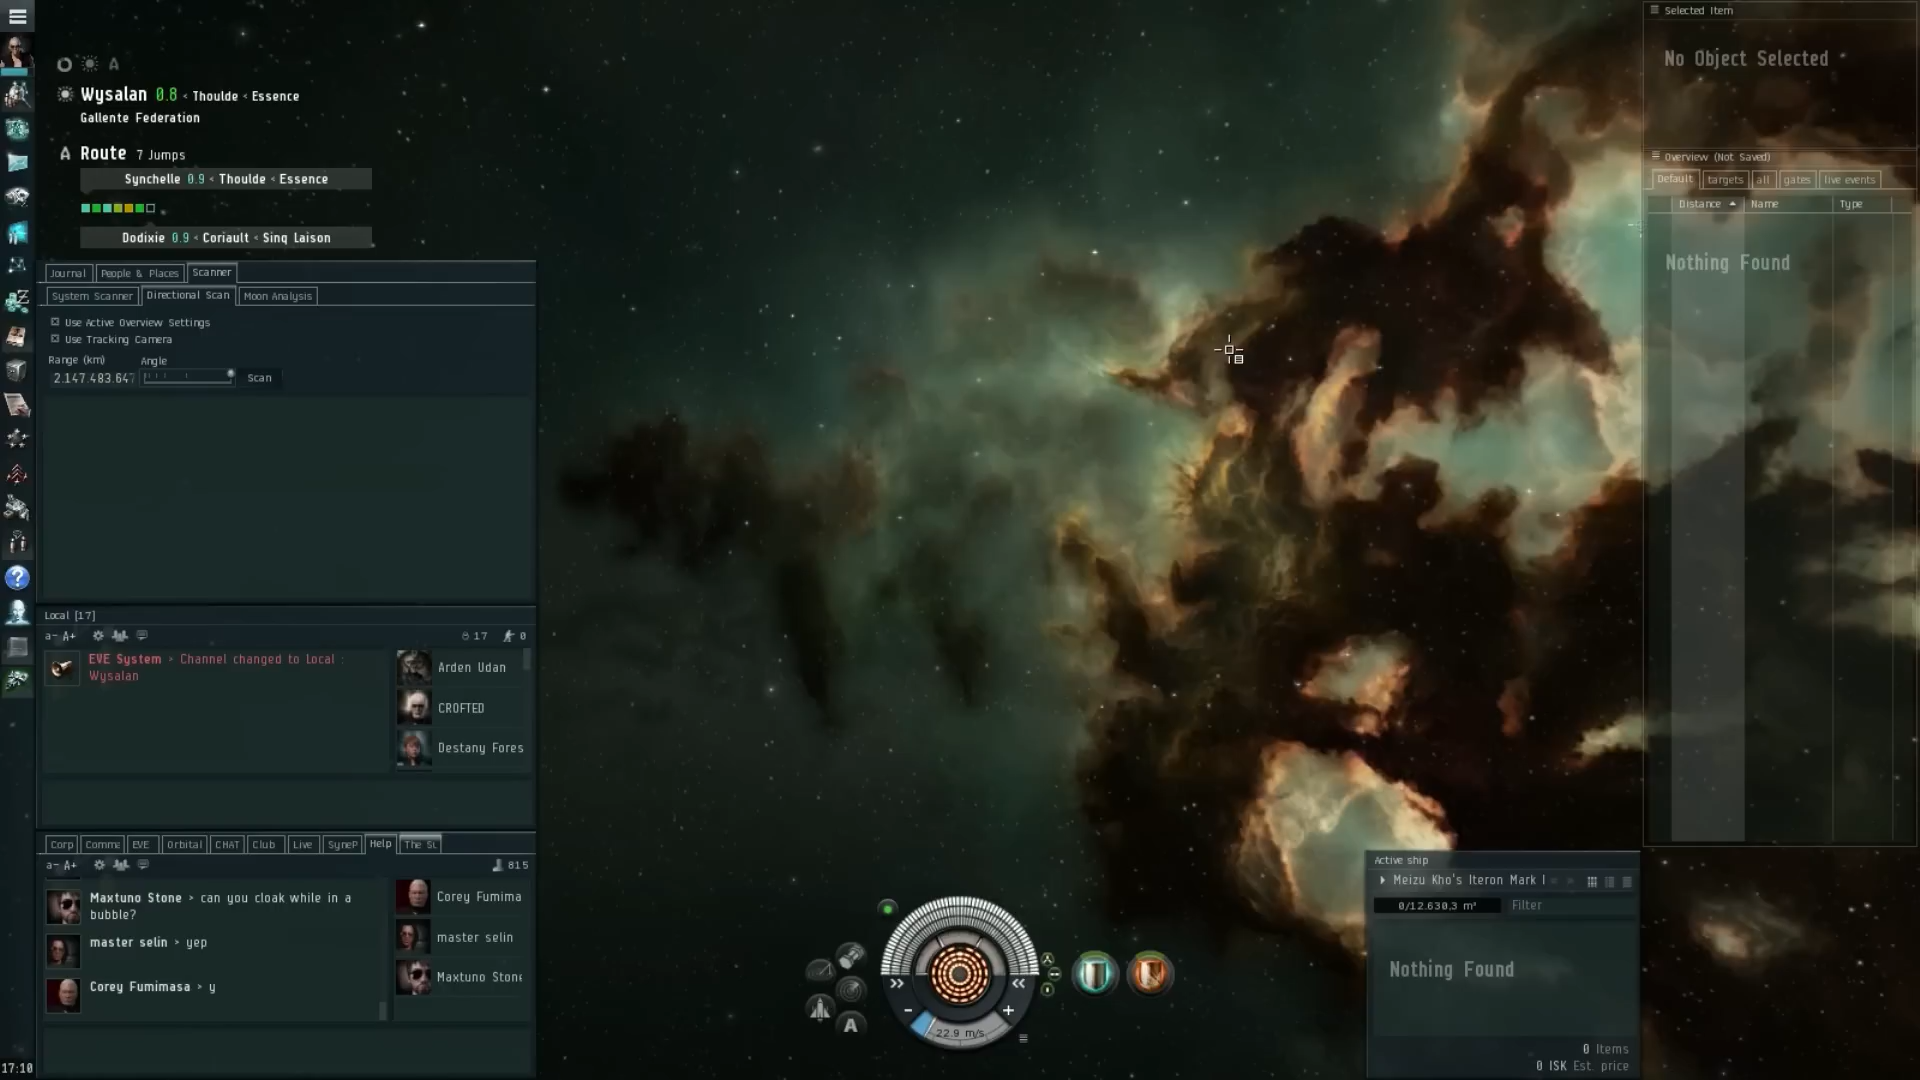 Wysalan 0.8 < Thoulde < Essence
Gallente Federation
A Route 7 Jumps
Synchelle 0.9 < Thoulde < Essence
Dodixie 0.9 < Coriault < Sinq Laison
Journal People & Places Scanner
System Scanner Directional Scan Moon Analysis
Use Active Overview Settings
Use Tracking Camera
Range (km) Angle
2.147.483.647 Scan
Local [17]
a- A+ 17 0
EVE System > Channel changed to Local :
Wysalan
Arden Udan
CROFTED
Destany Fores
Corp Comma EVE Orbital CHAT Club Live SyneP Help The Su
a- A+ 815
Maxtuno Stone > can you cloak while in a
bubble?
master selin > yep
Corey Fumimasa > y
Corey Fumima
master selin
Maxtuno Stone
17:10
22.9 m/s
A
Selected Item
No Object Selected
Overview (Not Saved)
Default targets all gates live events
Distance Name Type
Nothing Found
Active ship
Meizu Kho's Iteron Mark I
0/12.630,3 m³ Filter
Nothing Found
0 Items
0 ISK Est. price